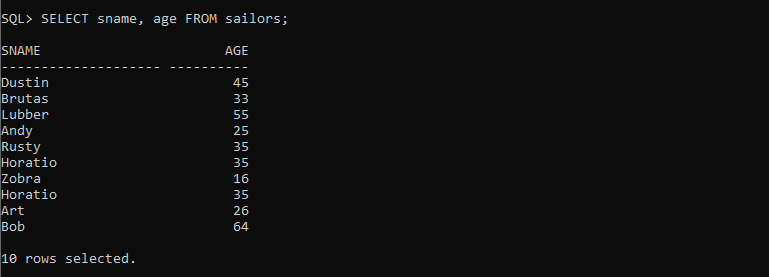 SQL> SELECT sname, age FROM sailors;
SNAME                       AGE
-------------------- ----------
Dustin                       45
Brutas                       33
Lubber                       55
Andy                         25
Rusty                        35
Horatio                      35
Zobra                        16
Horatio                      35
Art                          26
Bob                          64
10 rows selected.